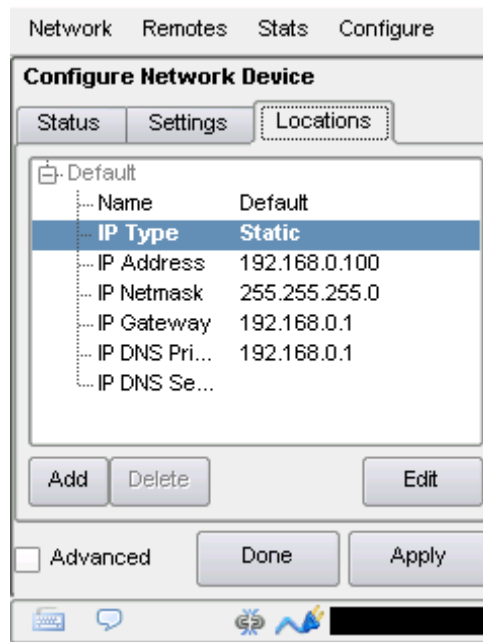 Network Remotes Stats Configure
Configure Network Device
Status Settings Locations
Default
Name Default
IP Type Static
IP Address 192.168.0.100
IP Netmask 255.255.255.0
IP Gateway 192.168.0.1
IP DNS Pri... 192.168.0.1
IP DNS Se...
Add Delete Edit
Advanced Done Apply